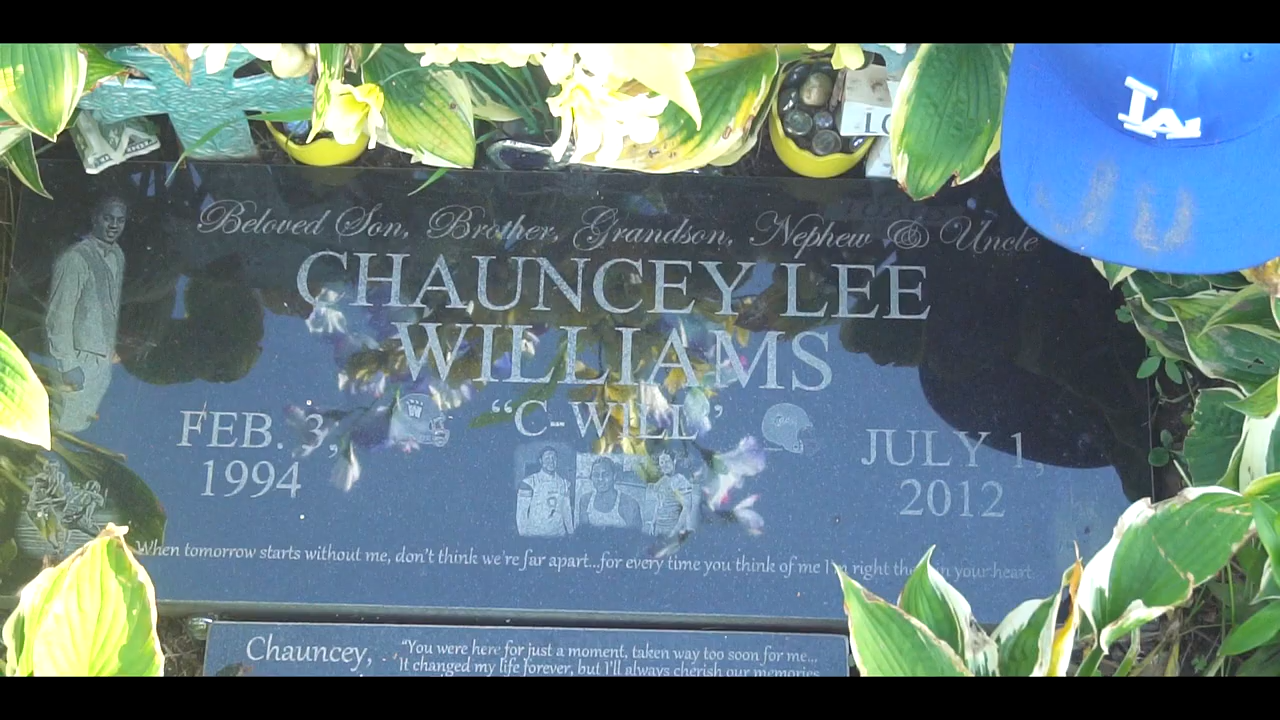 LA
Beloved Son, Brother, Grandson, Nephew & Uncle
CHAUNCEY LEE
WILLIAMS
"C-WILL"
FEB. 3,
1994
W
JULY 1,
2012
When tomorrow starts without me, don't think we're far apart...for every time you think of me I'm right there in your heart.
Chauncey,
"You were here for just a moment, taken way too soon for me...
It changed my life forever, but I'll always cherish our memories